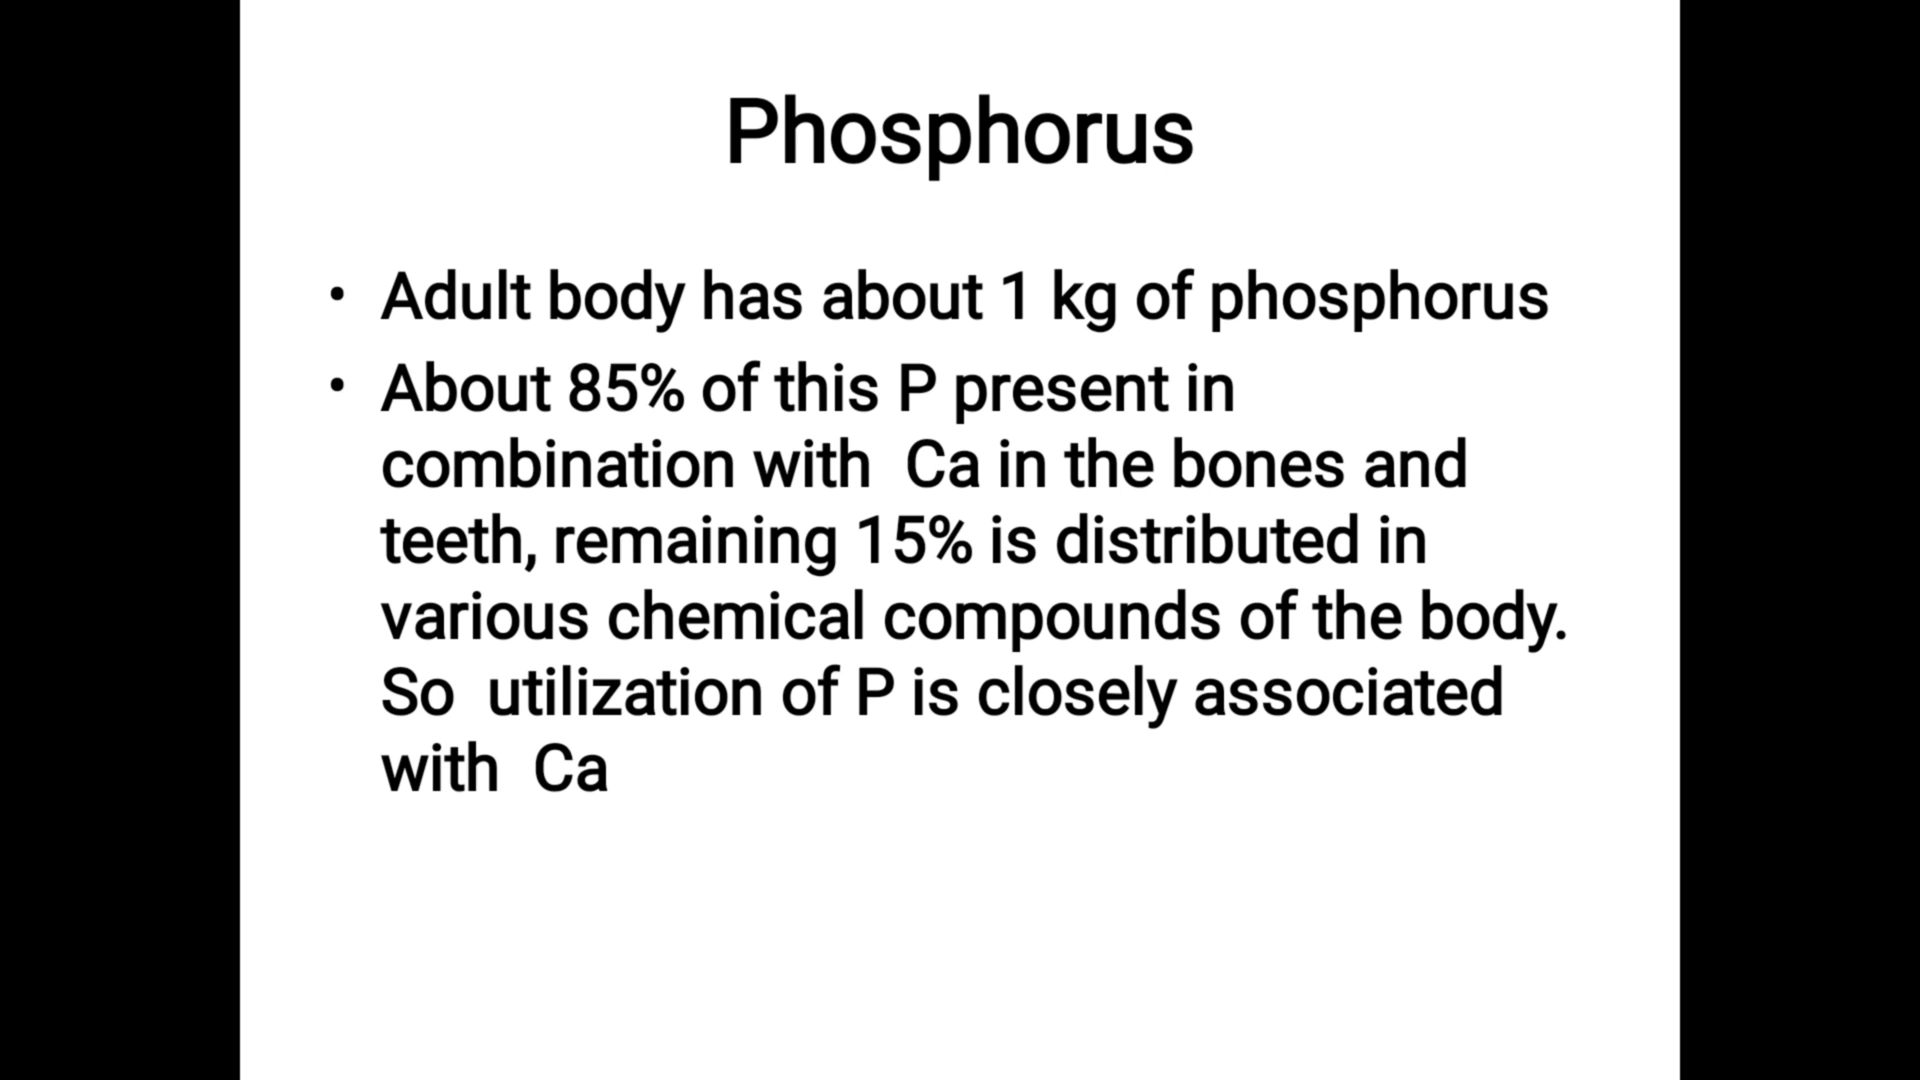 Phosphorus
• Adult body has about 1 kg of phosphorus
• About 85% of this P present in
combination with  Ca in the bones and
teeth, remaining 15% is distributed in
various chemical compounds of the body.
So  utilization of P is closely associated
with  Ca